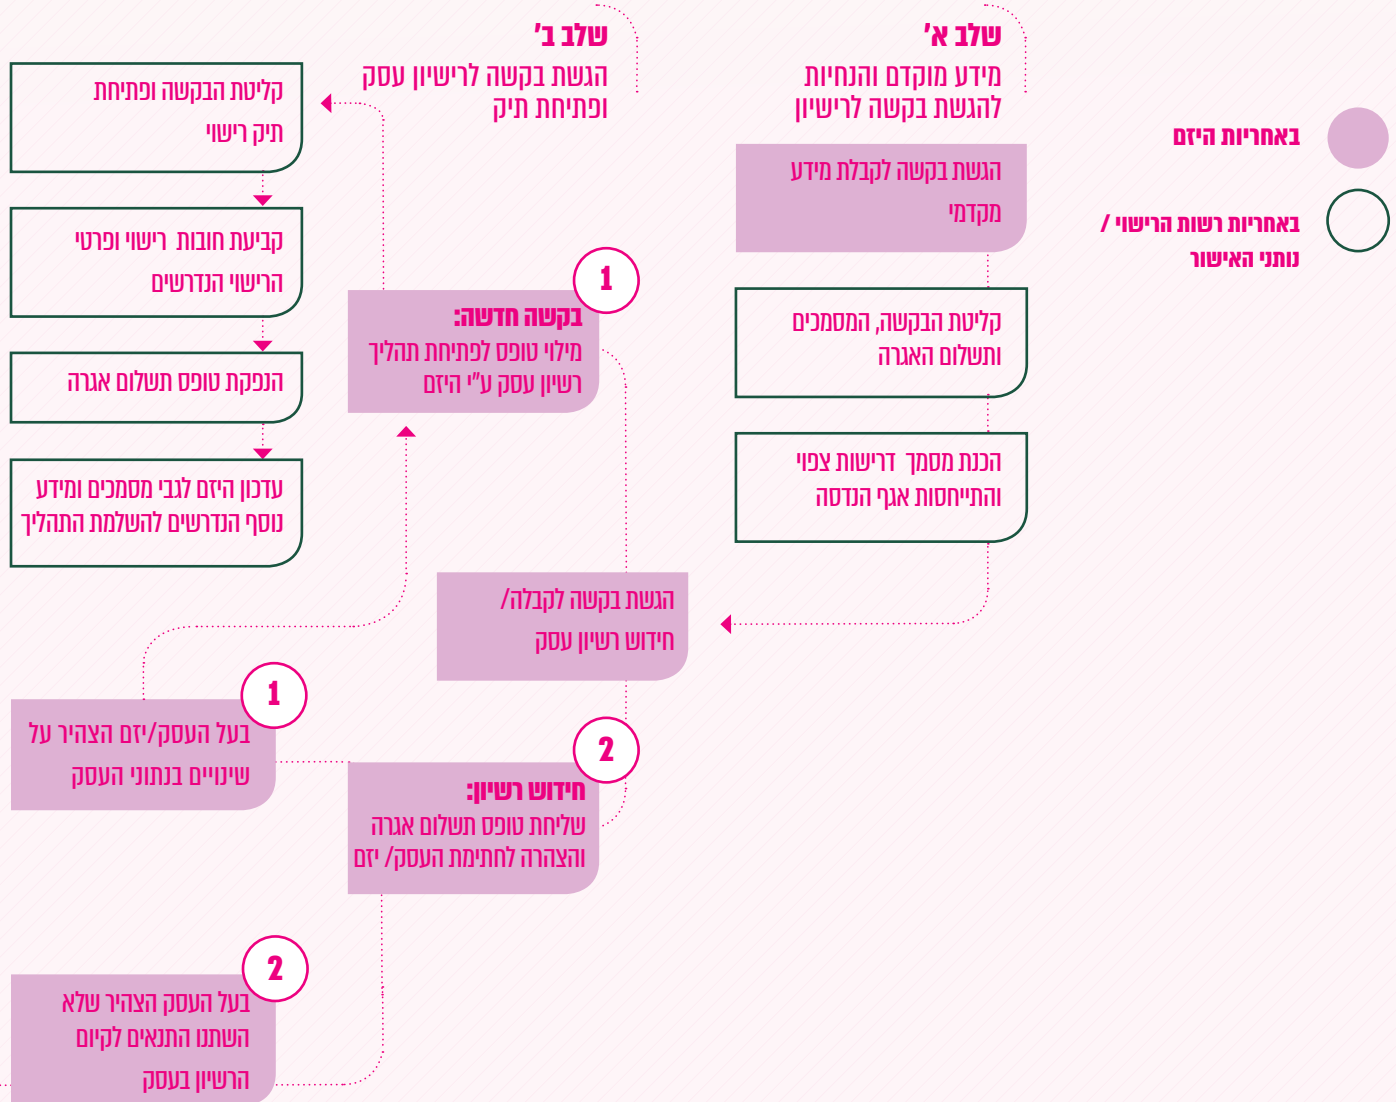 באחריות היזם
באחריות רשות הרישוי /
נותני האישור
שלב א'
מידע מוקדם והנחיות
להגשת בקשה לרישיון
הגשת בקשה לקבלת מידע
מקדמי
קליטת הבקשה, המסמכים
ותשלום האגרה
הכנת מסמך דרישות צפוי
והתייחסות אגף הנדסה
שלב ב'
הגשת בקשה לרישיון עסק
ופתיחת תיק
הגשת בקשה לקבלה/
חידוש רשיון עסק
1
בקשה חדשה:
מילוי טופס לפתיחת תהליך
רשיון עסק ע"י היזם
קליטת הבקשה ופתיחת
תיק רישוי
קביעת חובות רישוי ופרטי
הרישוי הנדרשים
הנפקת טופס תשלום אגרה
עדכון היזם לגבי מסמכים ומידע
נוסף הנדרשים להשלמת התהליך
2
חידוש רשיון:
שליחת טופס תשלום אגרה
והצהרה לחתימת העסק/ יזם
1
בעל העסק/יזם הצהיר על
שינויים בנתוני העסק
2
בעל העסק הצהיר שלא
השתנו התנאים לקיום
הרשיון בעסק